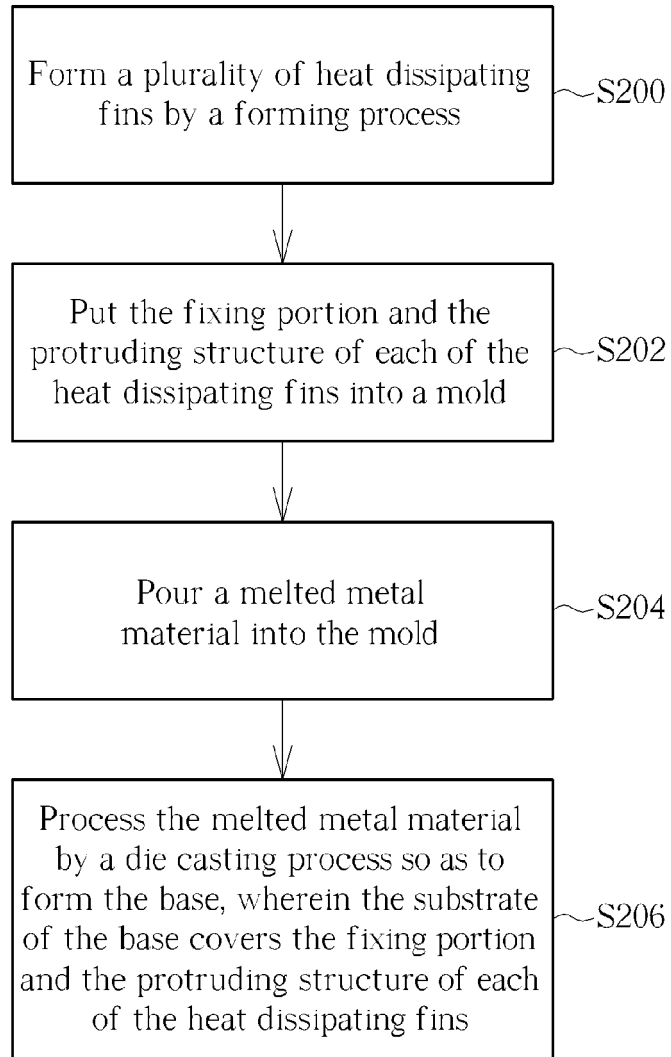 Form a plurality of heat dissipating
fins by a forming process
S200
Put the fixing portion and the
protruding structure of each of the
heat dissipating fins into a mold
S202
Pour a melted metal
material into the mold
S204
Process the melted metal material
by a die casting process so as to
form the base, wherein the substrate
of the base covers the fixing portion
and the protruding structure of each
of the heat dissipating fins
S206